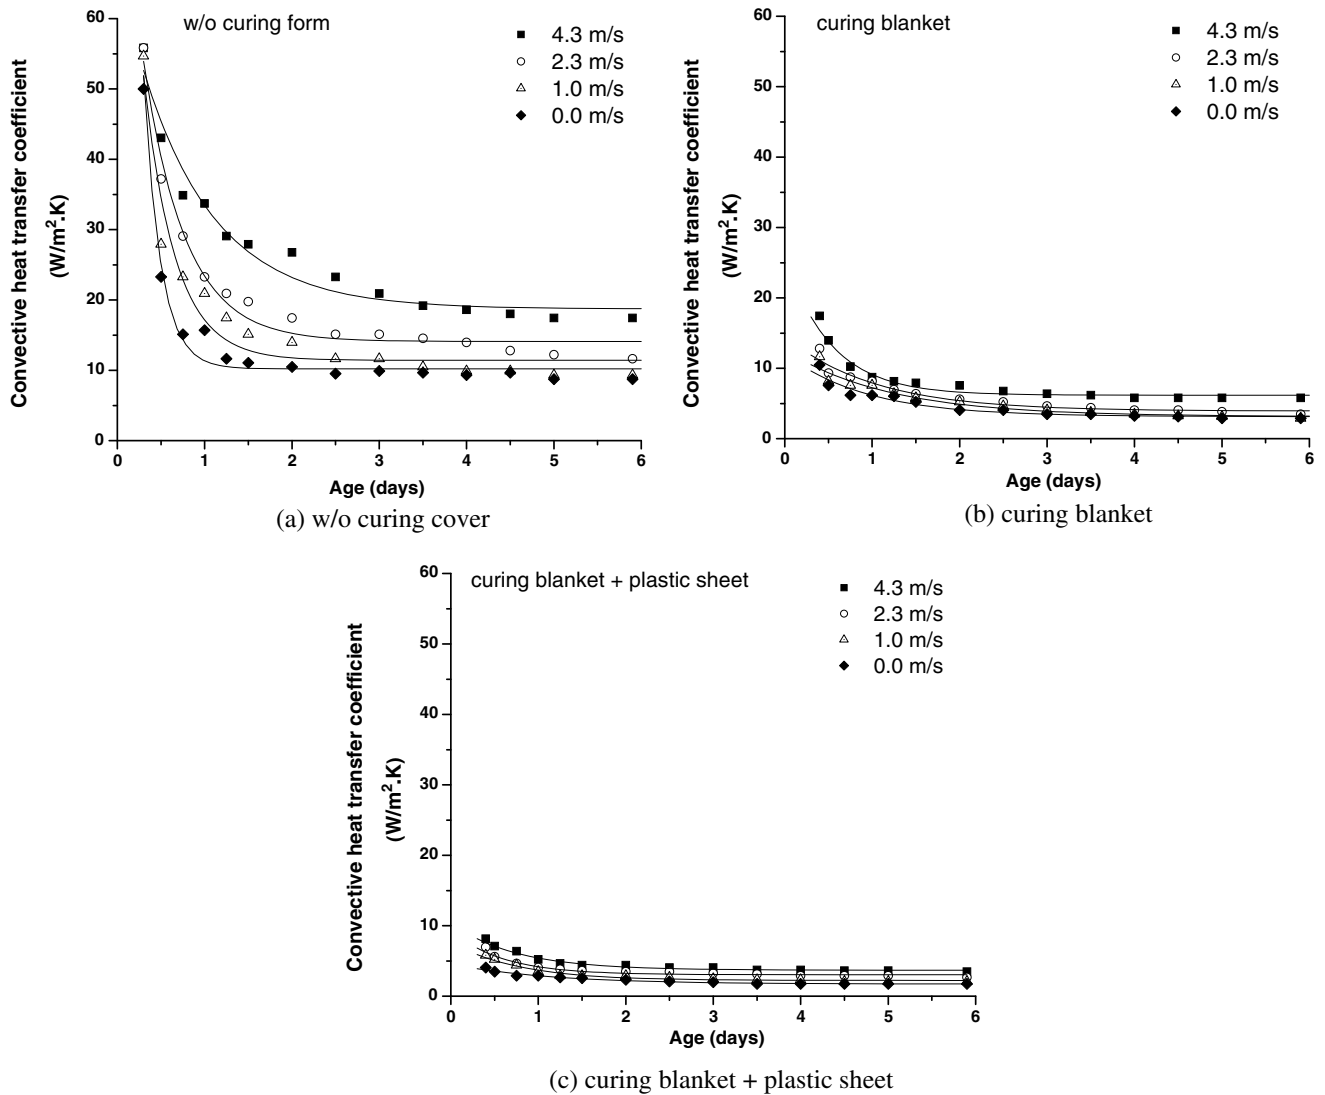 w/o curing form
4.3 m/s
2.3 m/s
1.0 m/s
0.0 m/s
Convective heat transfer coefficient
(W/m².K)
60
50
40
30
20
10
0
0 1 2 3 4 5 6
Age (days)
(a) w/o curing cover
curing blanket
4.3 m/s
2.3 m/s
1.0 m/s
0.0 m/s
Convective heat transfer coefficient
(W/m².K)
60
50
40
30
20
10
0
0 1 2 3 4 5 6
Age (days)
(b) curing blanket
curing blanket + plastic sheet
4.3 m/s
2.3 m/s
1.0 m/s
0.0 m/s
Convective heat transfer coefficient
(W/m².K)
60
50
40
30
20
10
0
0 1 2 3 4 5 6
Age (days)
(c) curing blanket + plastic sheet